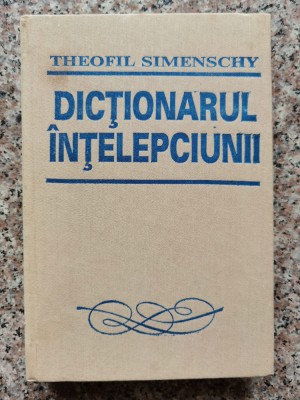 THEOFIL SIMENSCHY
DICŢIONARUL
ÎNŢELEPCIUNII